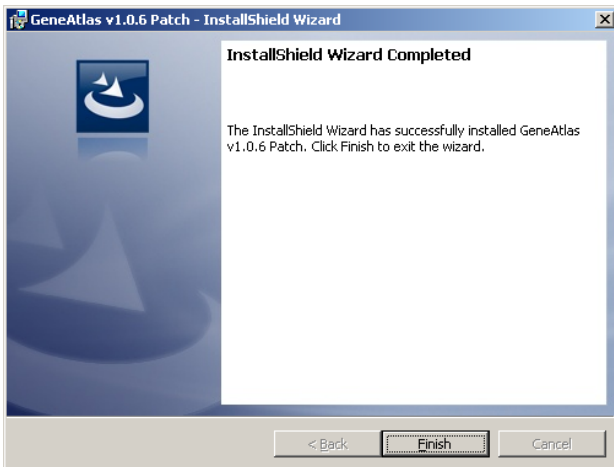 GeneAtlas v1.0.6 Patch - InstallShield Wizard
InstallShield Wizard Completed
The InstallShield Wizard has successfully installed GeneAtlas
v1.0.6 Patch. Click Finish to exit the wizard.
< Back
Finish
Cancel